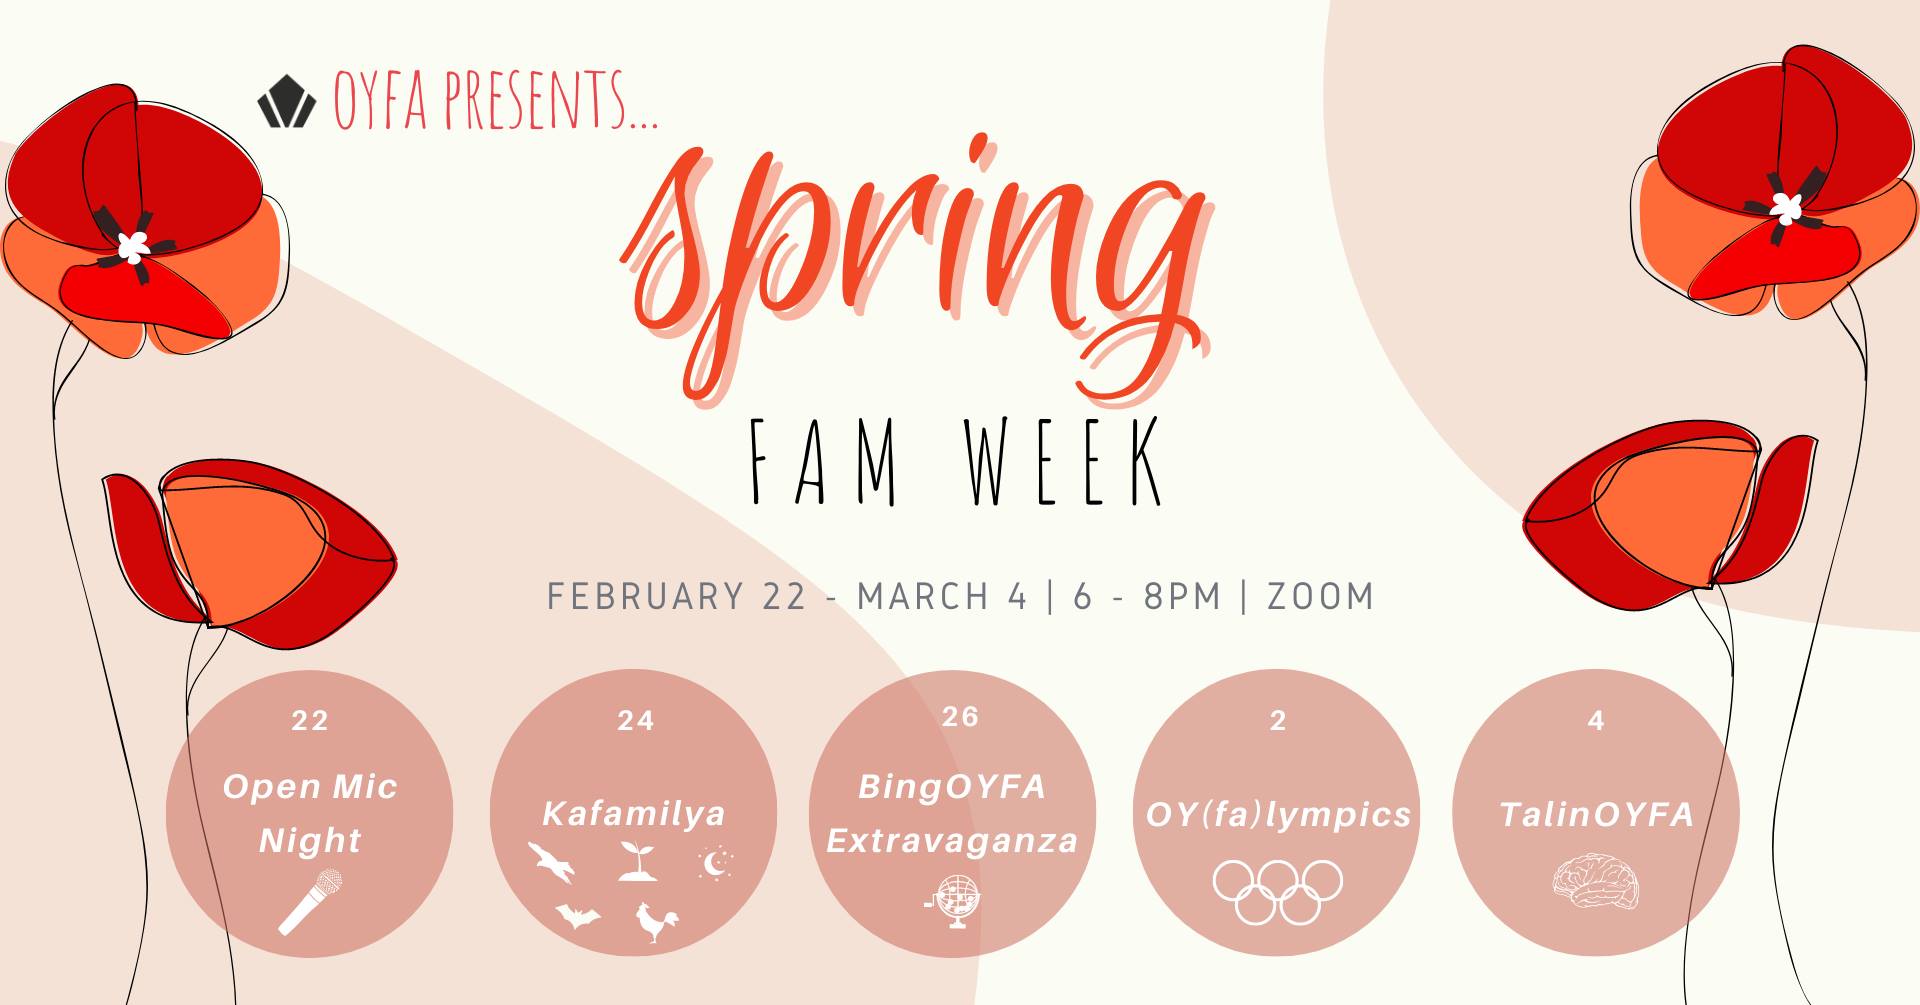 OYFA PRESENTS...
spring
FAM WEEK
FEBRUARY 22 - MARCH 4 | 6 - 8PM | ZOOM
22
Open Mic
Night
24
Kafamilya
26
BingOYFA
Extravaganza
2
OY(fa)lympics
4
TalinOYFA